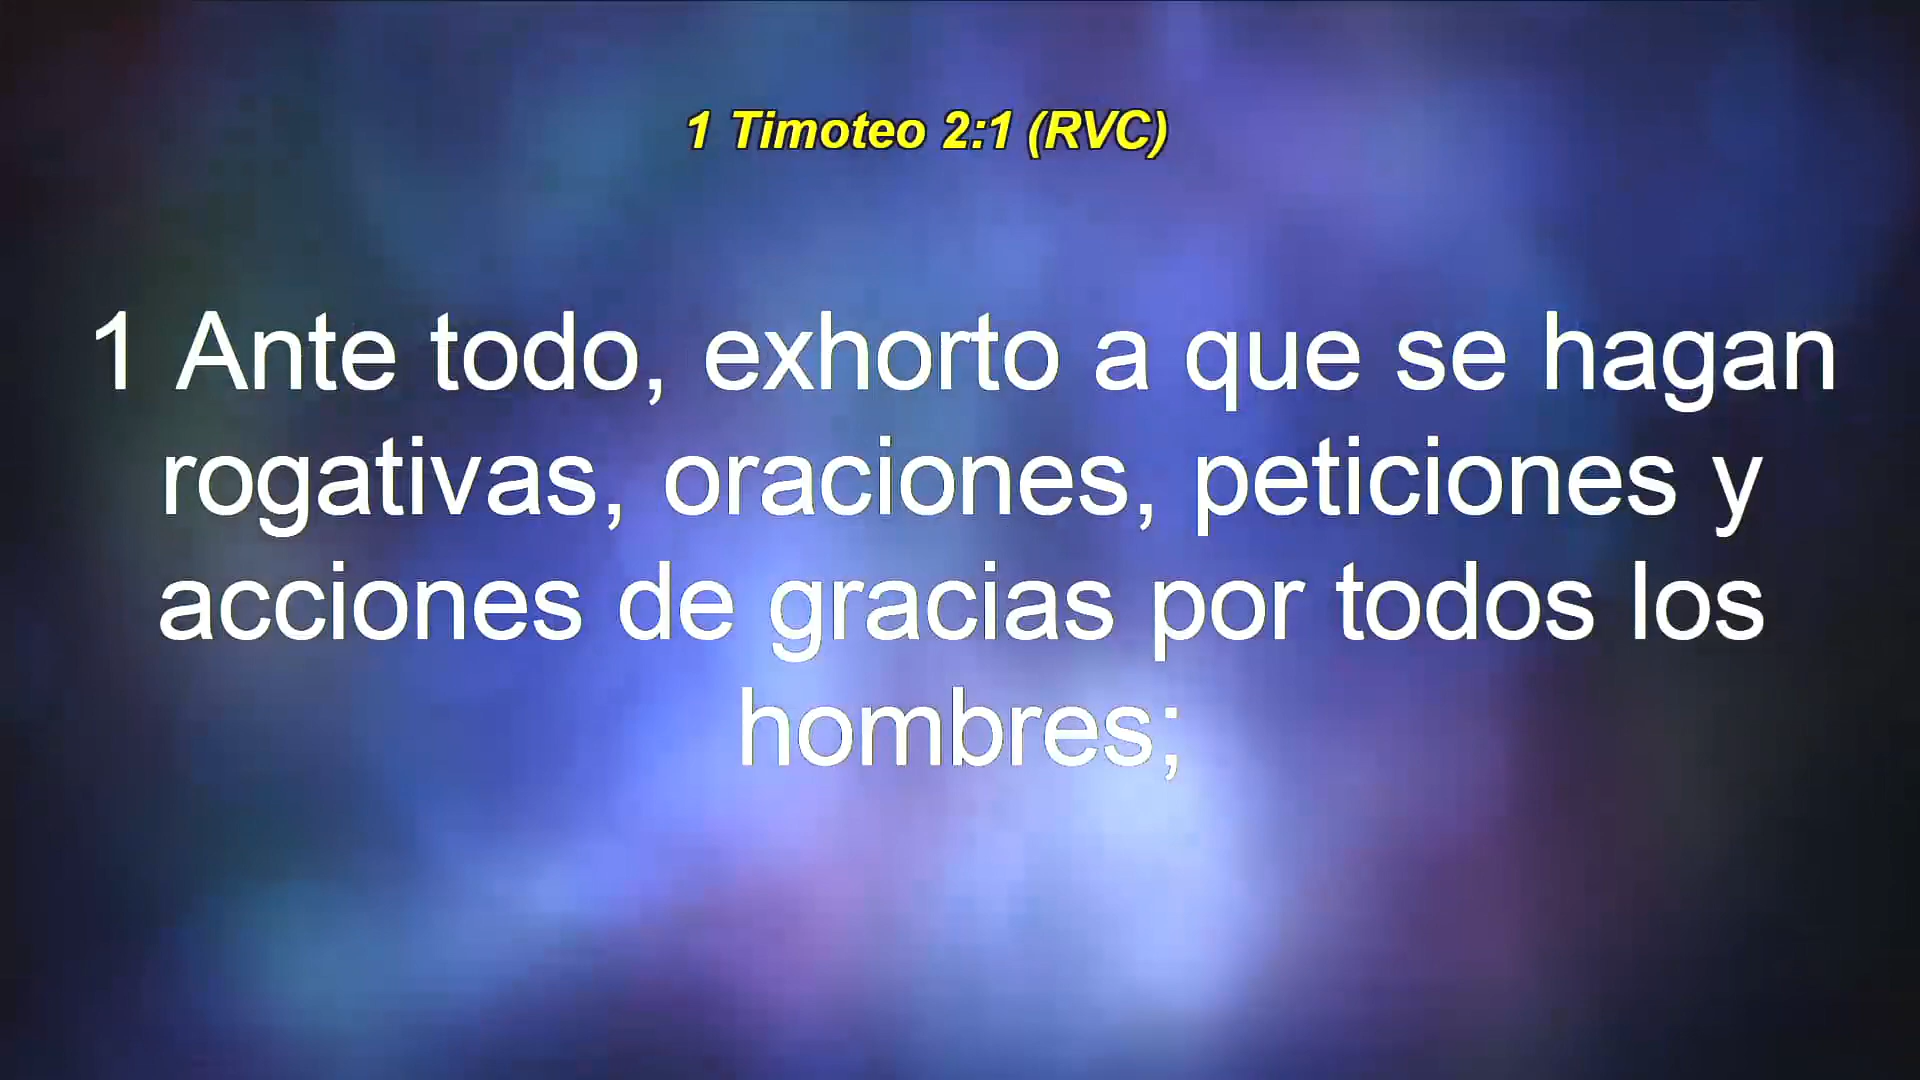 1 Timoteo 2:1 (RVC)
1 Ante todo, exhorto a que se hagan
rogativas, oraciones, peticiones y
acciones de gracias por todos los
hombres;